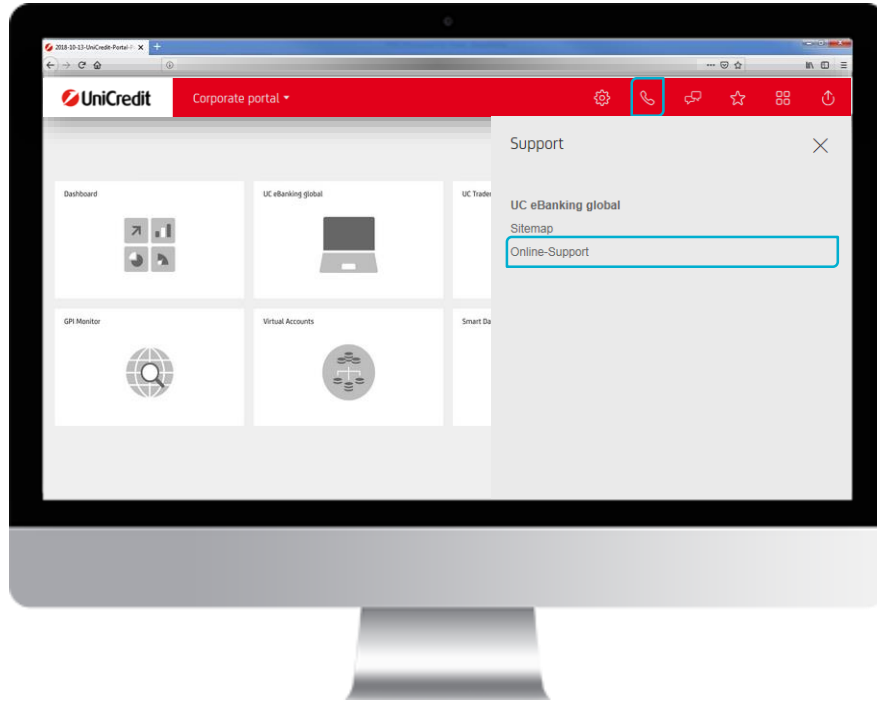 2018-10-13-UniCredit-Portal-P
UniCredit
Corporate portal
Support
Dashboard
UC eBanking global
UC Trader
UC eBanking global
Sitemap
Online-Support
GPI Monitor
Virtual Accounts
Smart Da